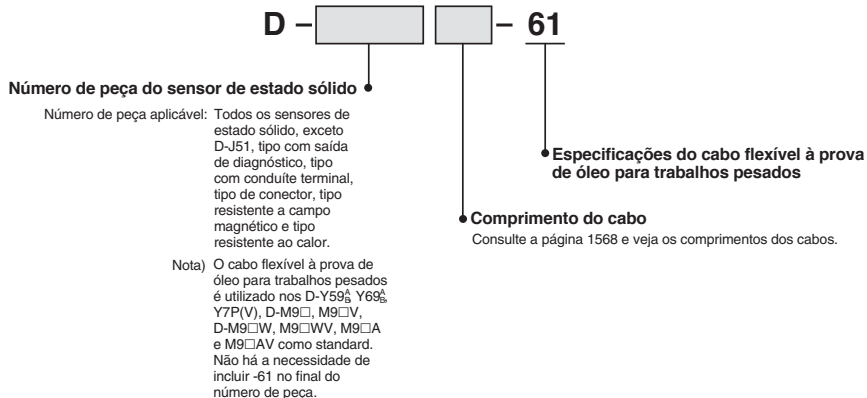 D – – 61
Número de peça do sensor de estado sólido
Número de peça aplicável: Todos os sensores de
estado sólido, exceto
D-J51, tipo com saída
de diagnóstico, tipo
com conduíte terminal,
tipo de conector, tipo
resistente a campo
magnético e tipo
resistente ao calor.
Nota) O cabo flexível à prova de
óleo para trabalhos pesados
é utilizado nos D-Y59A/B, Y69A/B,
Y7P(V), D-M9□, M9□V,
D-M9□W, M9□WV, M9□A
e M9□AV como standard.
Não há a necessidade de
incluir -61 no final do
número de peça.
Especificações do cabo flexível à prova
de óleo para trabalhos pesados
Comprimento do cabo
Consulte a página 1568 e veja os comprimentos dos cabos.